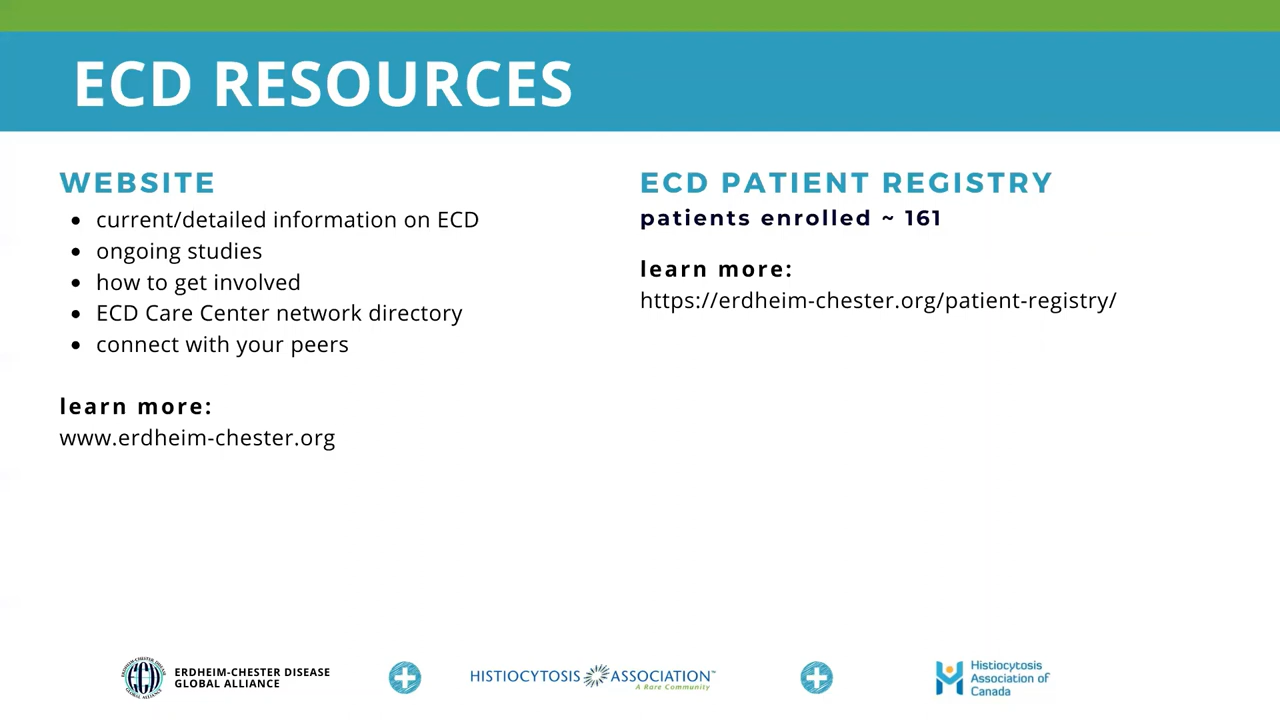 ECD RESOURCES
WEBSITE
• current/detailed information on ECD
• ongoing studies
• how to get involved
• ECD Care Center network directory
• connect with your peers
learn more:
www.erdheim-chester.org
ECD PATIENT REGISTRY
patients enrolled ~ 161
learn more:
https://erdheim-chester.org/patient-registry/
ECD
ERDHEIM-CHESTER DISEASE
GLOBAL ALLIANCE
HISTIOCYTOSIS ASSOCIATION™
A Rare Community
Histiocytosis
Association of
Canada